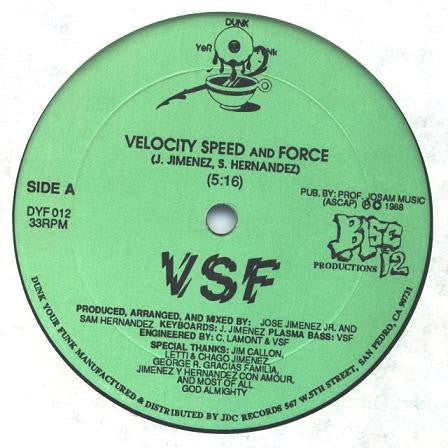 DUNK
YeR
FUNK
VELOCITY SPEED AND FORCE
(J. JIMENEZ, S. HERNANDEZ)
(5:16)
SIDE A
DYF 012
33RPM
PUB. BY: PROF. JOSAM MUSIC
(ASCAP) ℗ © 1988
BASE
12
PRODUCTIONS
VSF
PRODUCED, ARRANGED, AND MIXED BY: JOSE JIMENEZ JR. AND
SAM HERNANDEZ KEYBOARDS: J. JIMENEZ PLASMA BASS: VSF
ENGINEERED BY: C. LAMONT & VSF
SPECIAL THANKS: JIM CALLON,
LETTI & CHAGO JIMENEZ,
GEORGE R. GRACIAS FAMILIA,
JIMENEZ Y HERNANDEZ CON AMOUR,
AND MOST OF ALL
GOD ALMIGHTY
DUNK YOUR FUNK MANUFACTURED & DISTRIBUTED BY JDC RECORDS 567 W.5TH STREET, SAN PEDRO, CA 90731